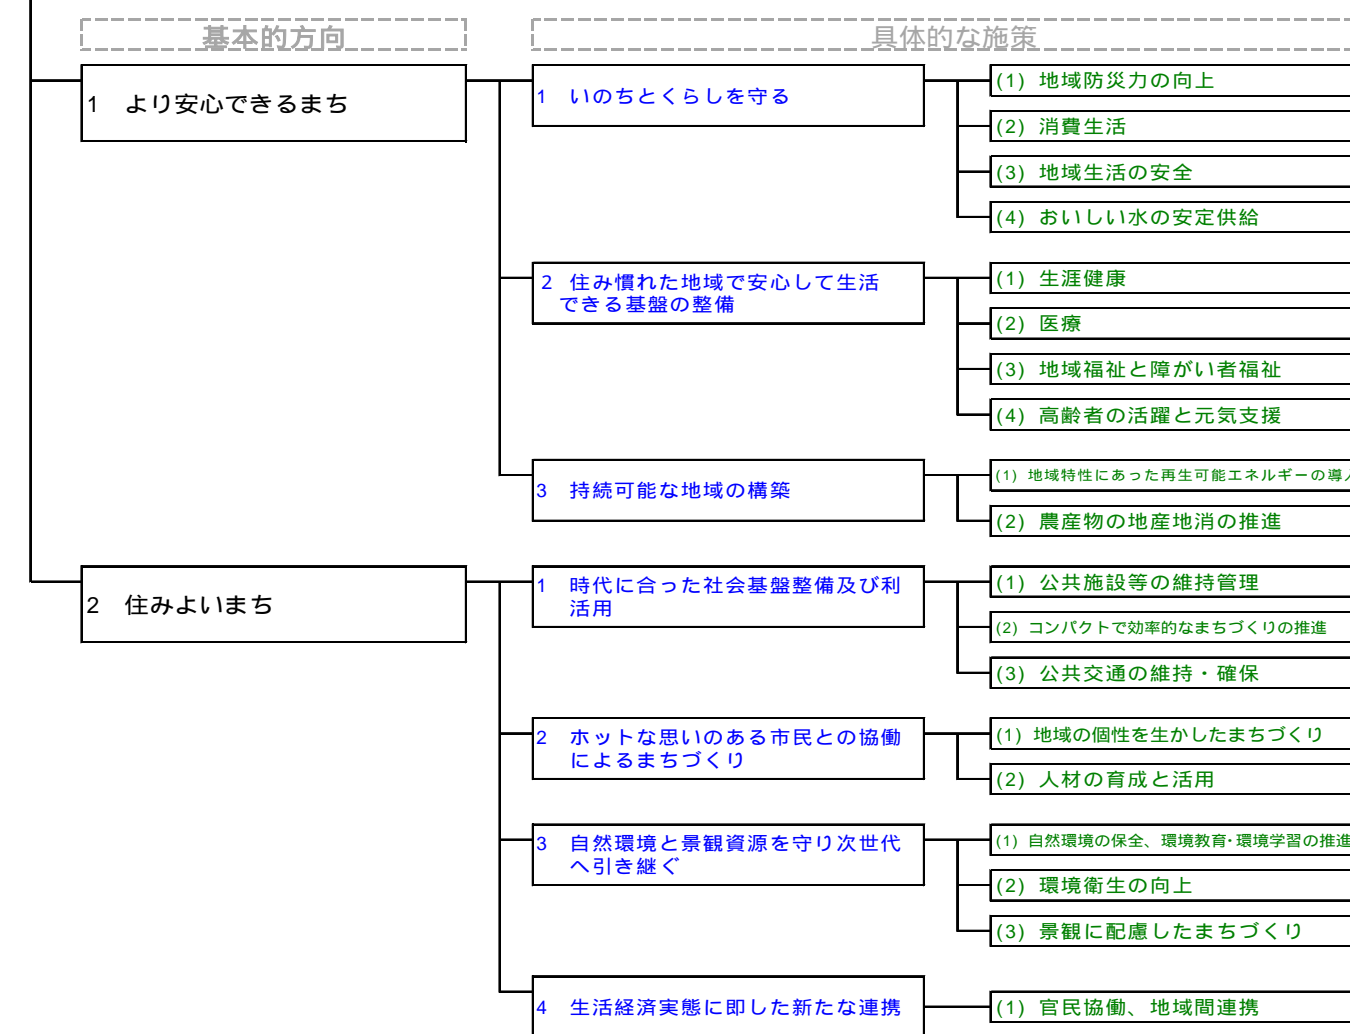 基本的方向
具体的な施策
1 より安心できるまち
1 いのちとくらしを守る
(1) 地域防災力の向上
(2) 消費生活
(3) 地域生活の安全
(4) おいしい水の安定供給
2 住み慣れた地域で安心して生活
できる基盤の整備
(1) 生涯健康
(2) 医療
(3) 地域福祉と障がい者福祉
(4) 高齢者の活躍と元気支援
3 持続可能な地域の構築
(1) 地域特性にあった再生可能エネルギーの導
(2) 農産物の地産地消の推進
2 住みよいまち
1 時代に合った社会基盤整備及び利
活用
(1) 公共施設等の維持管理
(2) コンパクトで効率的なまちづくりの推進
(3) 公共交通の維持・確保
2 ホットな思いのある市民との協働
によるまちづくり
(1) 地域の個性を生かしたまちづくり
(2) 人材の育成と活用
3 自然環境と景観資源を守り次世代
へ引き継ぐ
(1) 自然環境の保全、環境教育・環境学習の推進
(2) 環境衛生の向上
(3) 景観に配慮したまちづくり
4 生活経済実態に即した新たな連携
(1) 官民協働、地域間連携